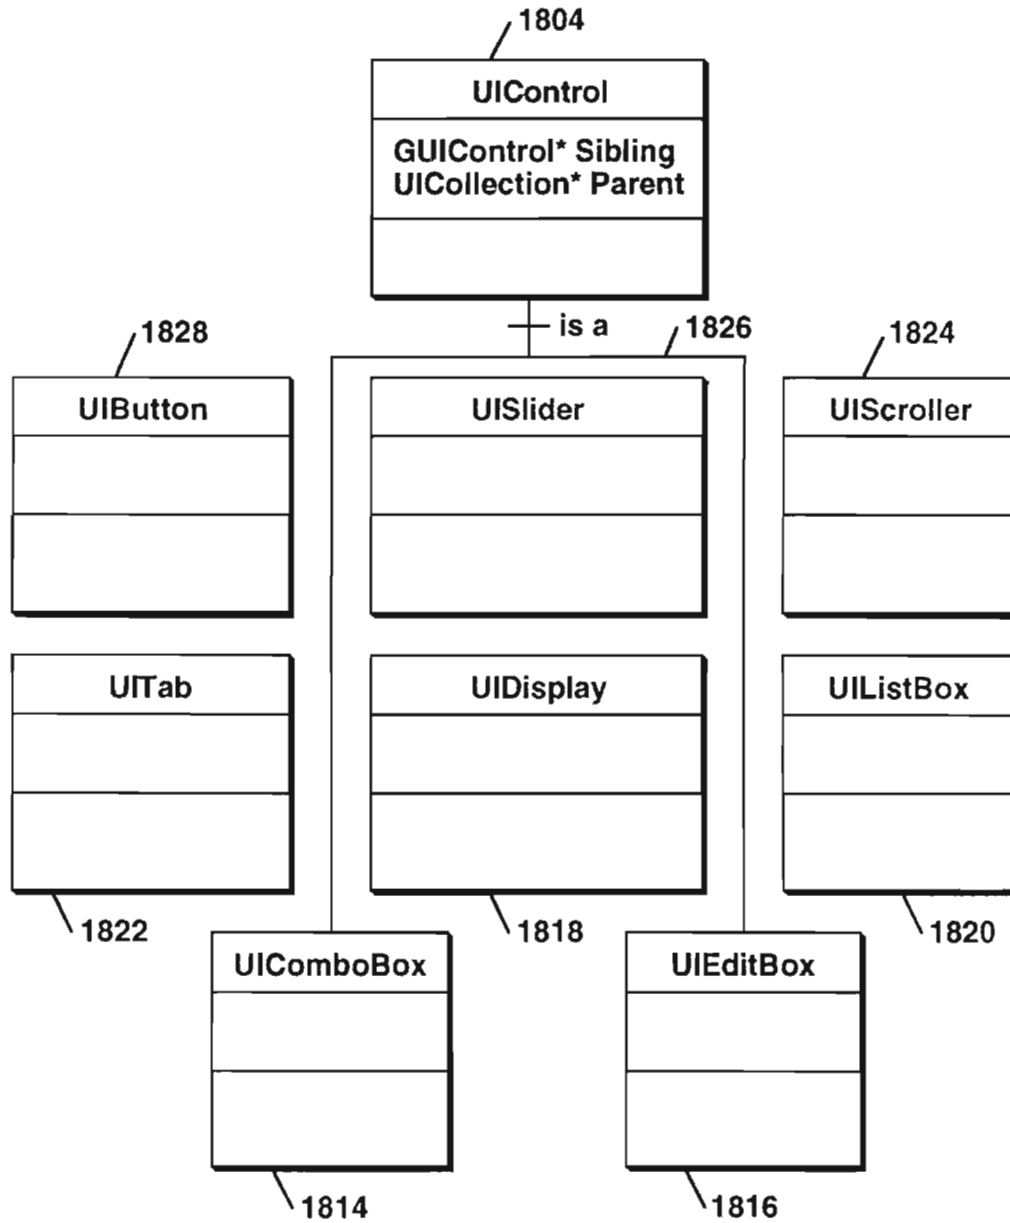 1804
UIControl
GUIControl* Sibling
UICollection* Parent
is a
1828
1826
1824
UIButton
UISlider
UIScroller
UITab
UIDisplay
UIListBox
1822
1818
1820
UIComboBox
UIEditBox
1814
1816